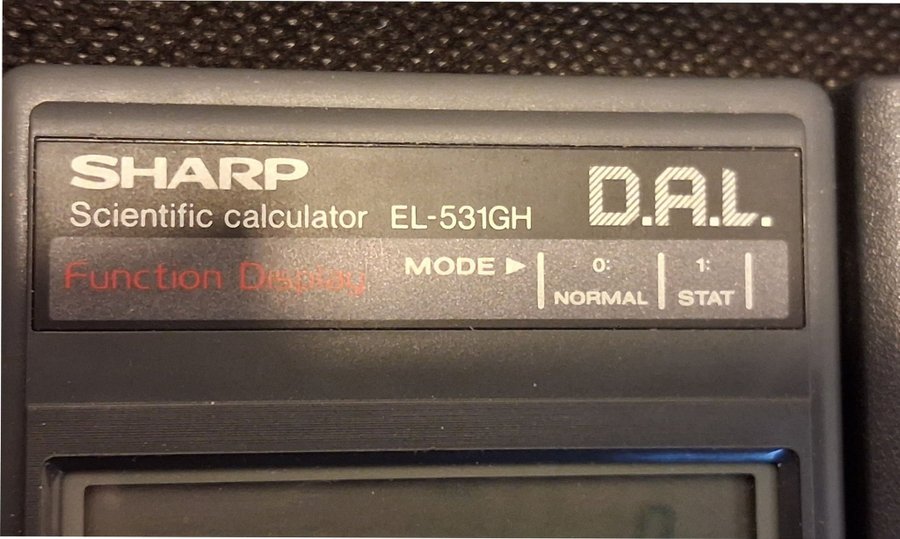 SHARP
D.A.L.
Scientific calculator EL-531GH
Function Display MODE ▶ 0: NORMAL 1: STAT